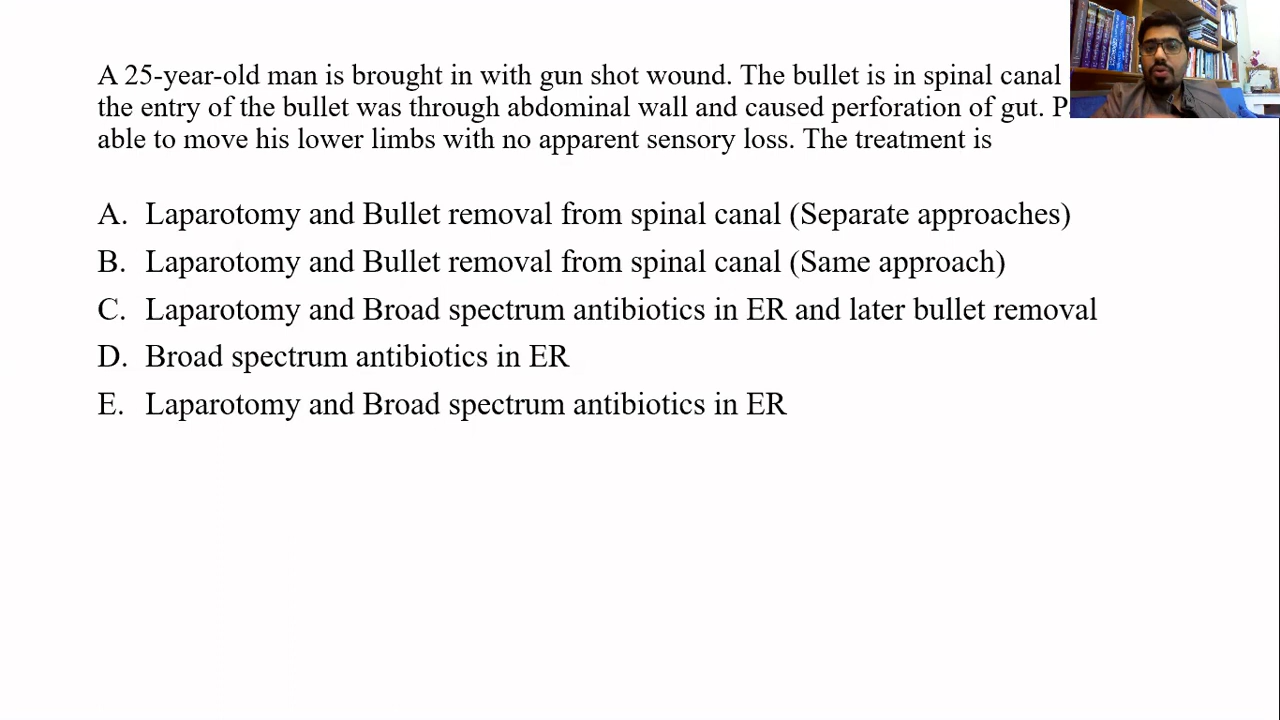 A 25-year-old man is brought in with gun shot wound. The bullet is in spinal canal
the entry of the bullet was through abdominal wall and caused perforation of gut.
able to move his lower limbs with no apparent sensory loss. The treatment is
A. Laparotomy and Bullet removal from spinal canal (Separate approaches)
B. Laparotomy and Bullet removal from spinal canal (Same approach)
C. Laparotomy and Broad spectrum antibiotics in ER and later bullet removal
D. Broad spectrum antibiotics in ER
E. Laparotomy and Broad spectrum antibiotics in ER